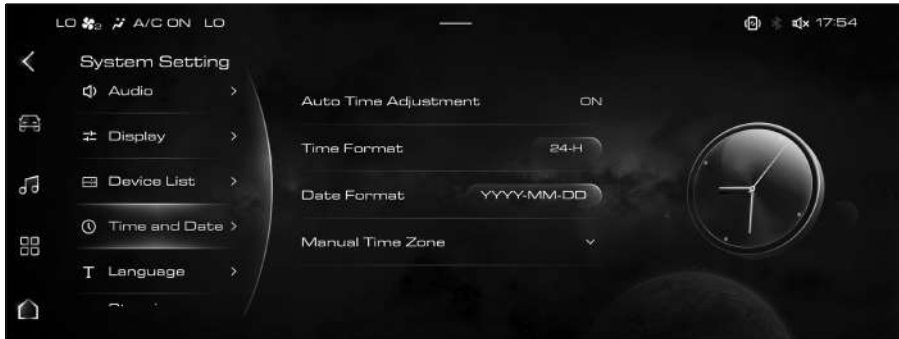 LO 2 A/C ON LO
17:54
System Setting
Audio
Display
Device List
Time and Date
Language
Auto Time Adjustment ON
Time Format 24-H
Date Format YYYY-MM-DD
Manual Time Zone